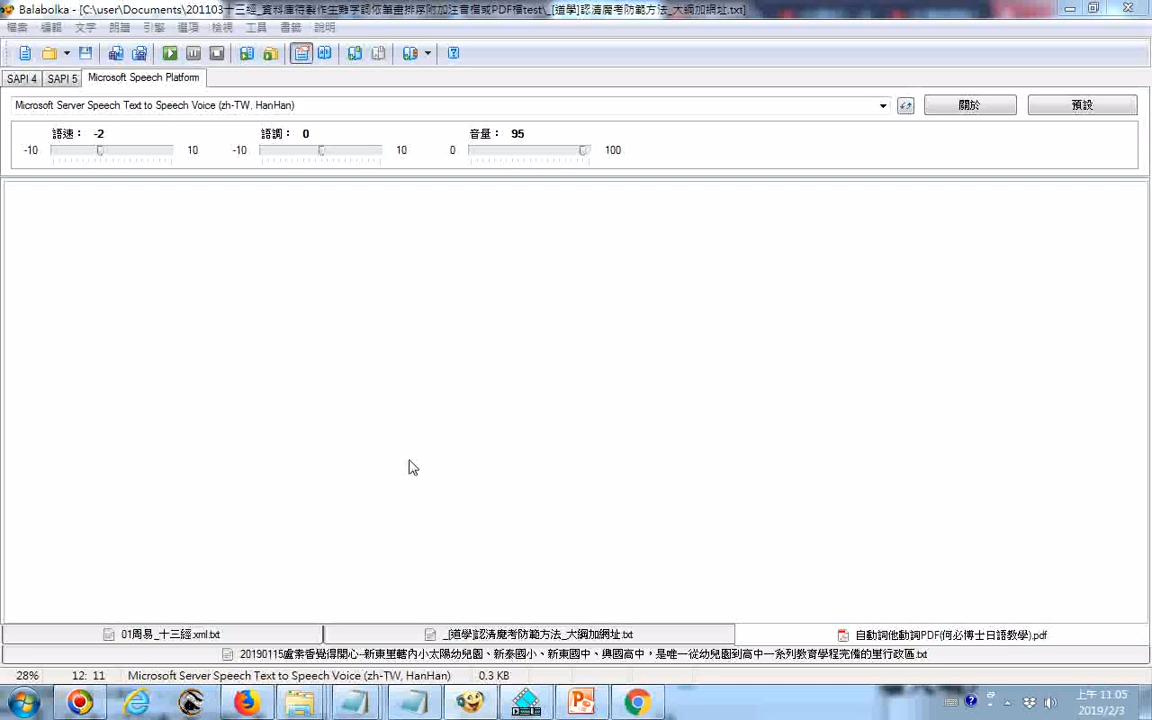 Balabolka - [C:\user\Documents\201103十三經_資料庫待製作生難字詞依筆畫排序附加注音檔或PDF檔test\_[道學]認清魔考防範方法_大綱加網址.txt]
檔案 編輯 文字 朗讀 引擎 選項 檢視 工具 書籤 說明
SAPI 4 SAPI 5 Microsoft Speech Platform
Microsoft Server Speech Text to Speech Voice (zh-TW, HanHan) 關於 預設
語速： -2 語調： 0 音量： 95
-10 10 -10 10 0 100
01周易_十三經.xml.txt _[道學]認清魔考防範方法_大綱加網址.txt 自動詞他動詞PDF(何必博士日語教學).pdf
20190115盧素香覺得開心--新東里轄內小太陽幼兒園、新泰國小、新東國中、興國高中，是唯一從幼兒園到高中一系列教育學程完備的里行政區.txt
28% 12: 11 Microsoft Server Speech Text to Speech Voice (zh-TW, HanHan) 0.3 KB
上午 11:05
2019/2/3